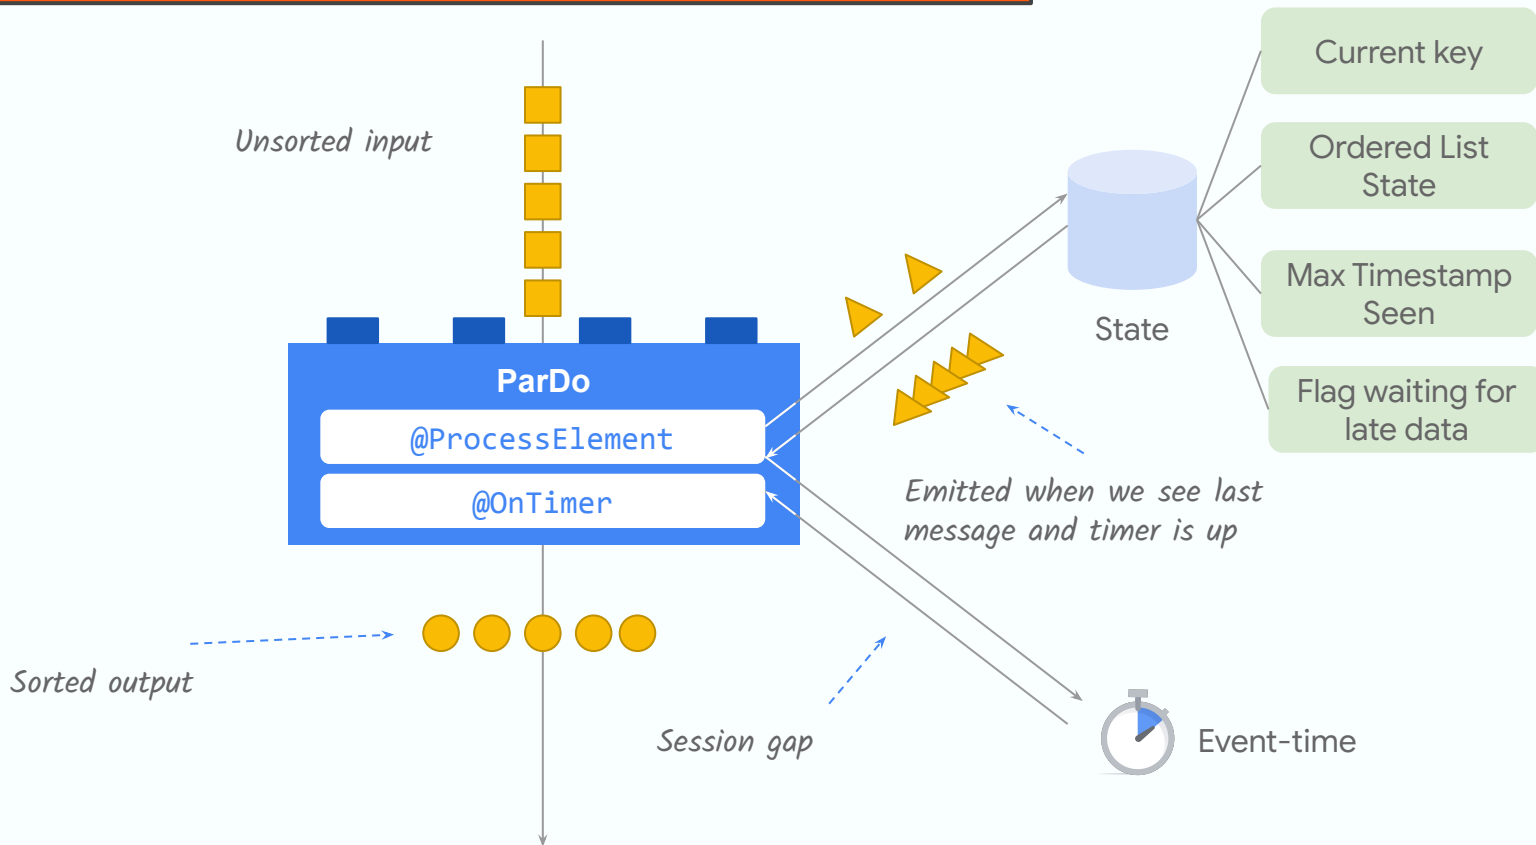 Current key
Unsorted input
Ordered List
State
Max Timestamp
Seen
State
ParDo
Flag waiting for
late data
@ProcessElement
@OnTimer
Emitted when we see last
message and timer is up
Sorted output
Session gap
Event-time